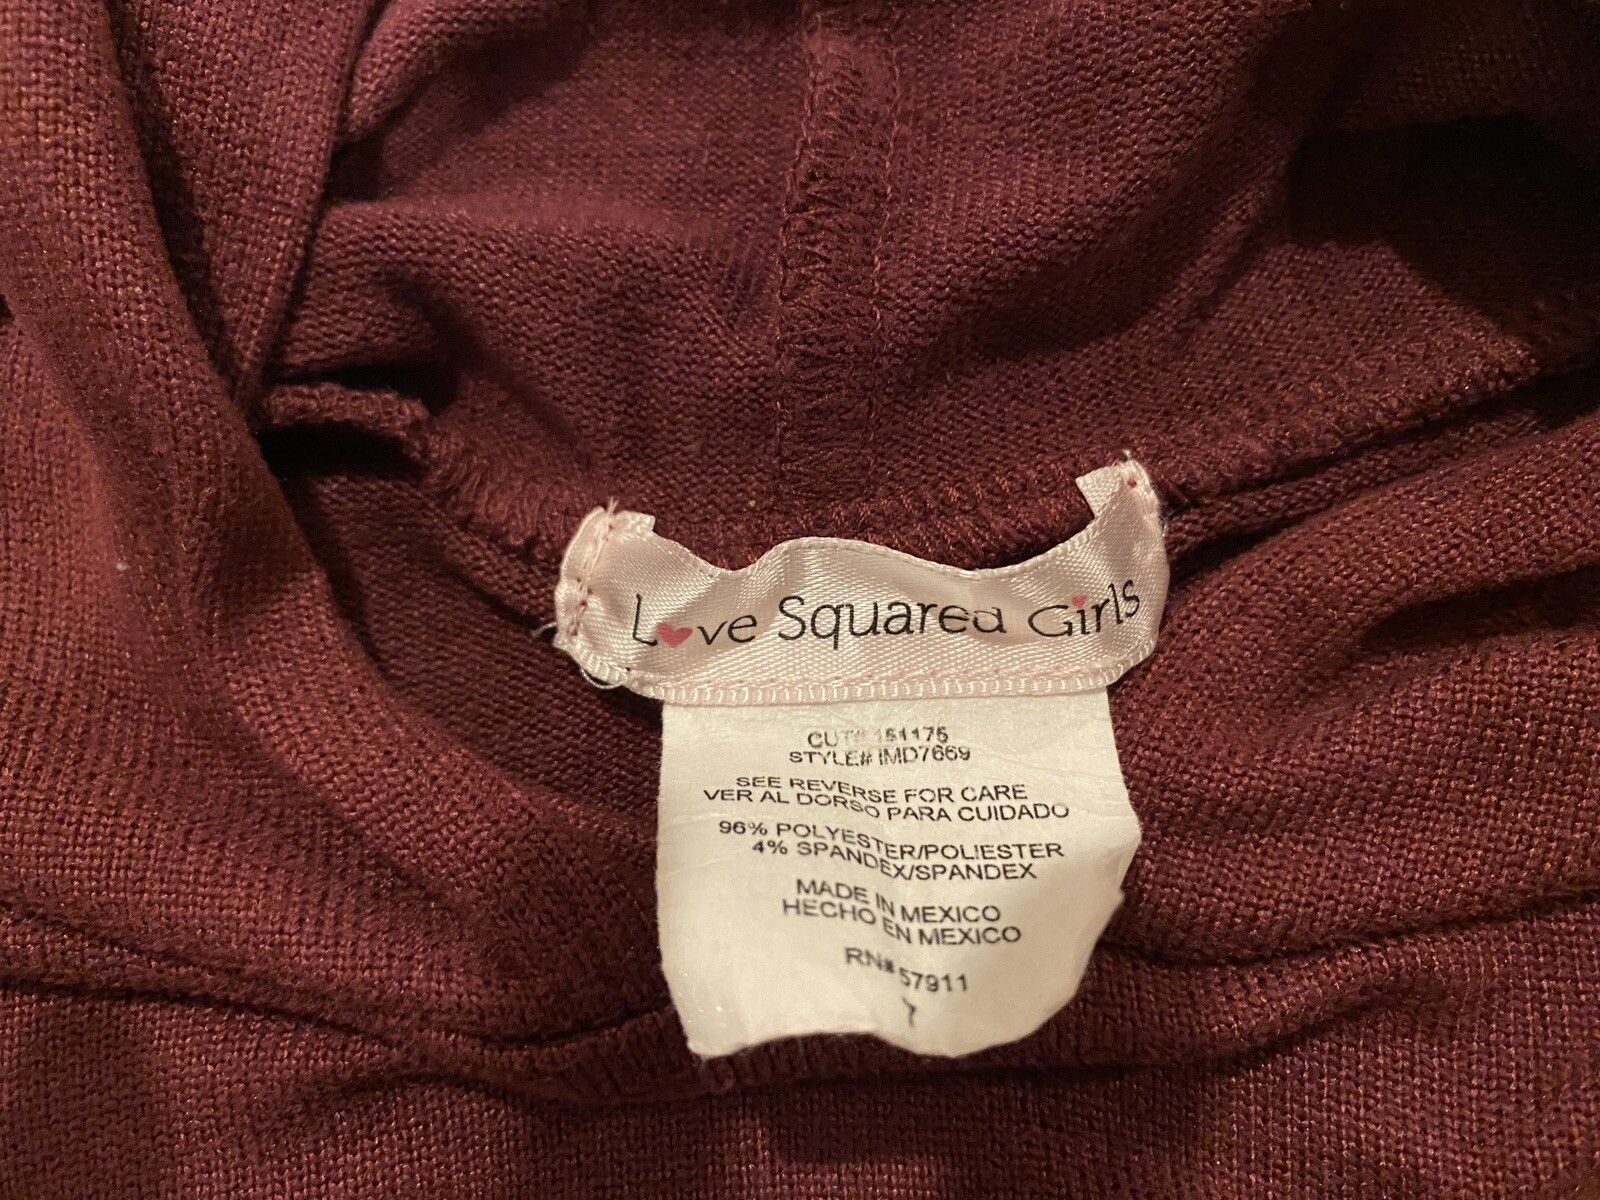 Love Squared Girls
CUT# 151175
STYLE# IMD7669
SEE REVERSE FOR CARE
VER AL DORSO PARA CUIDADO
96% POLYESTER/POLIESTER
4% SPANDEX/SPANDEX
MADE IN MEXICO
HECHO EN MEXICO
RN# 57911